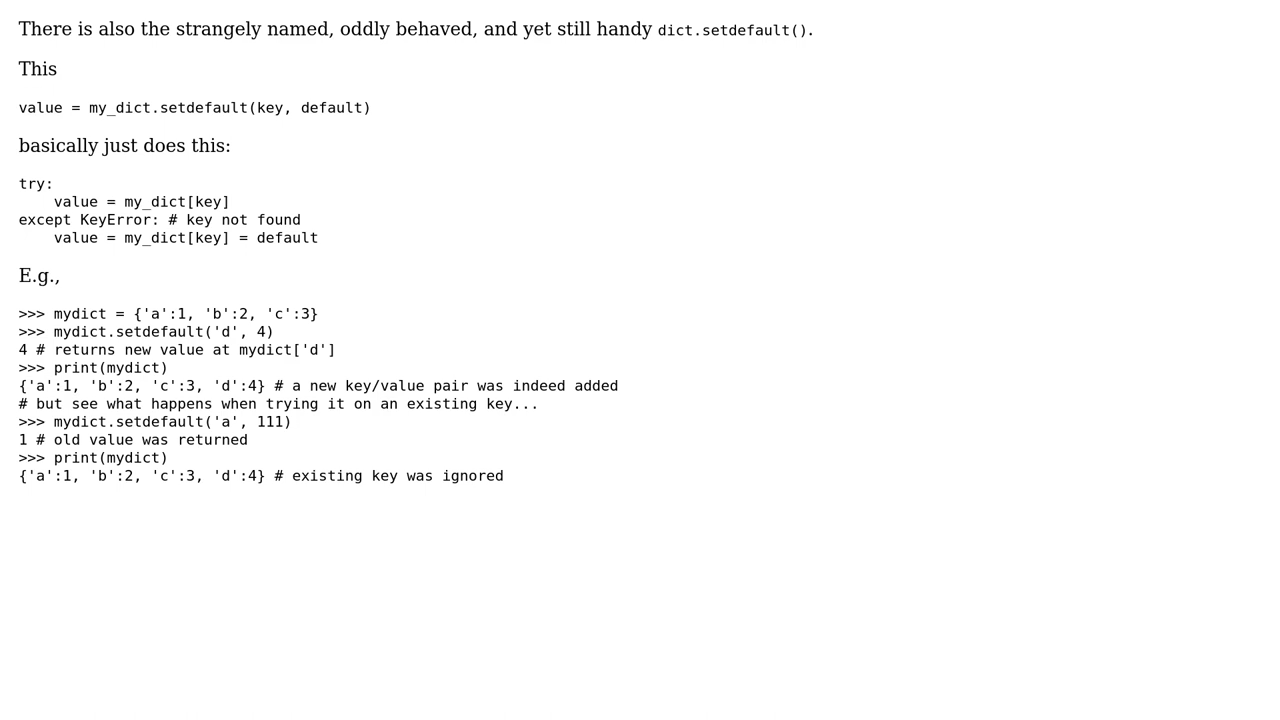 There is also the strangely named, oddly behaved, and yet still handy dict.setdefault().
This
value = my_dict.setdefault(key, default)
basically just does this:
try:
    value = my_dict[key]
except KeyError: # key not found
    value = my_dict[key] = default
E.g.,
>>> mydict = {'a':1, 'b':2, 'c':3}
>>> mydict.setdefault('d', 4)
4 # returns new value at mydict['d']
>>> print(mydict)
{'a':1, 'b':2, 'c':3, 'd':4} # a new key/value pair was indeed added
# but see what happens when trying it on an existing key...
>>> mydict.setdefault('a', 111)
1 # old value was returned
>>> print(mydict)
{'a':1, 'b':2, 'c':3, 'd':4} # existing key was ignored